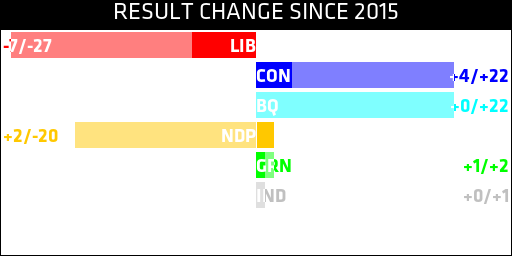 RESULT CHANGE SINCE 2015
-7/-27 LIB
CON +4/+22
BQ +0/+22
+2/-20 NDP
GRN +1/+2
IND +0/+1